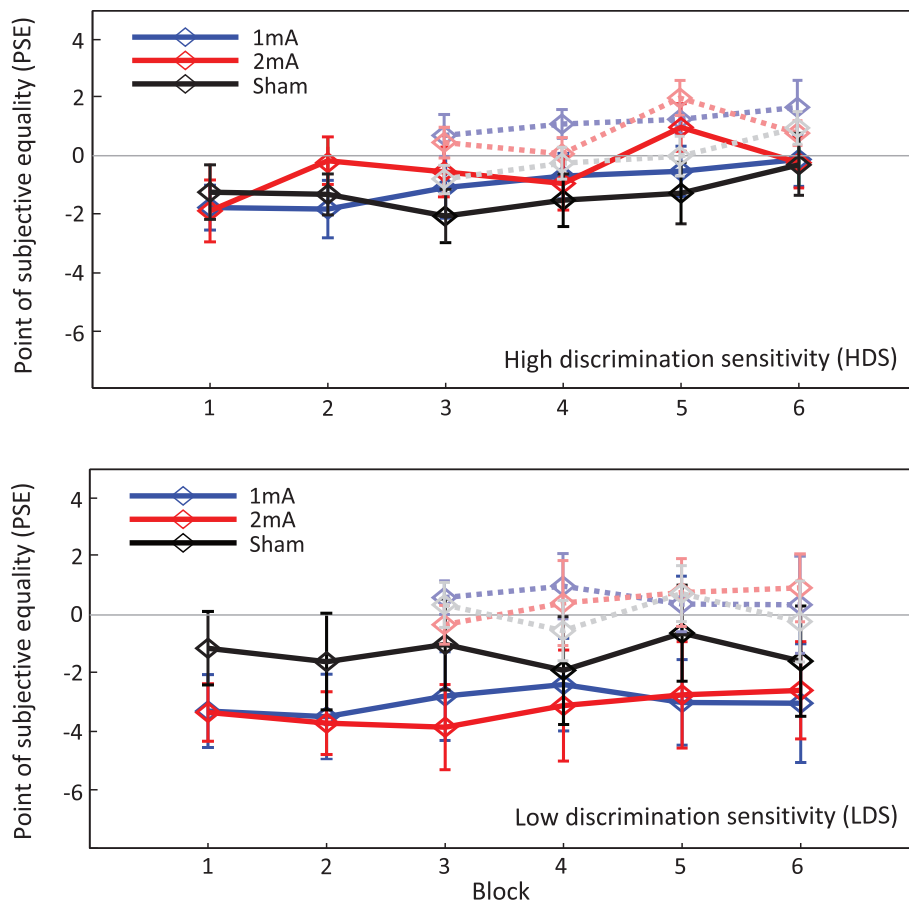 Point of subjective equality (PSE)
4
2
0
-2
-4
-6
1mA
2mA
Sham
High discrimination sensitivity (HDS)
1 2 3 4 5 6
Point of subjective equality (PSE)
4
2
0
-2
-4
-6
1mA
2mA
Sham
Low discrimination sensitivity (LDS)
1 2 3 4 5 6
Block